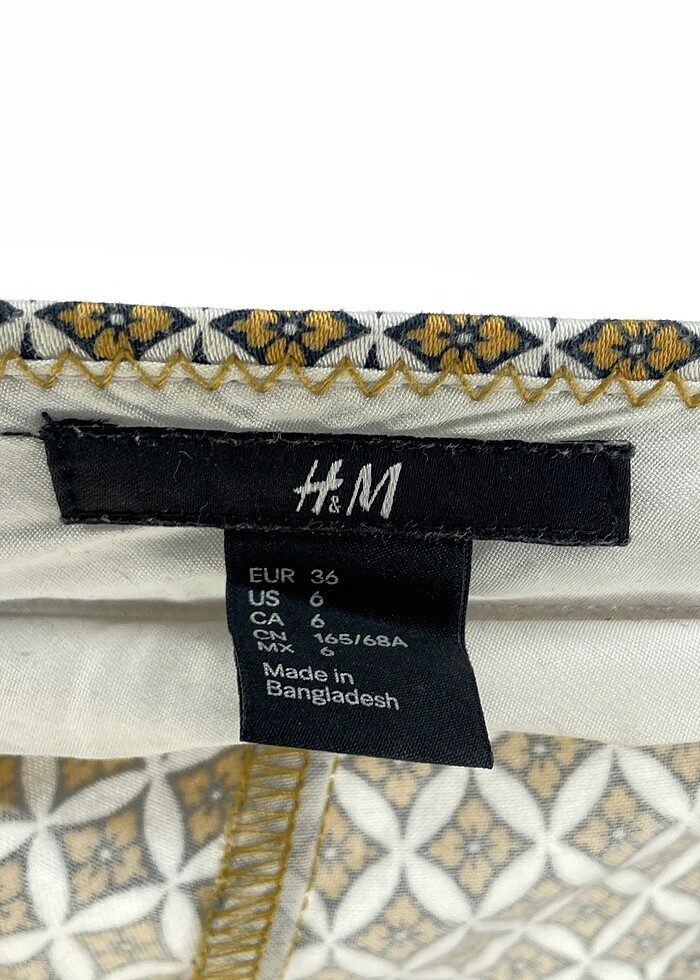 H&M
EUR 36
US 6
CA 6
CN 165/68A
MX 6
Made in
Bangladesh